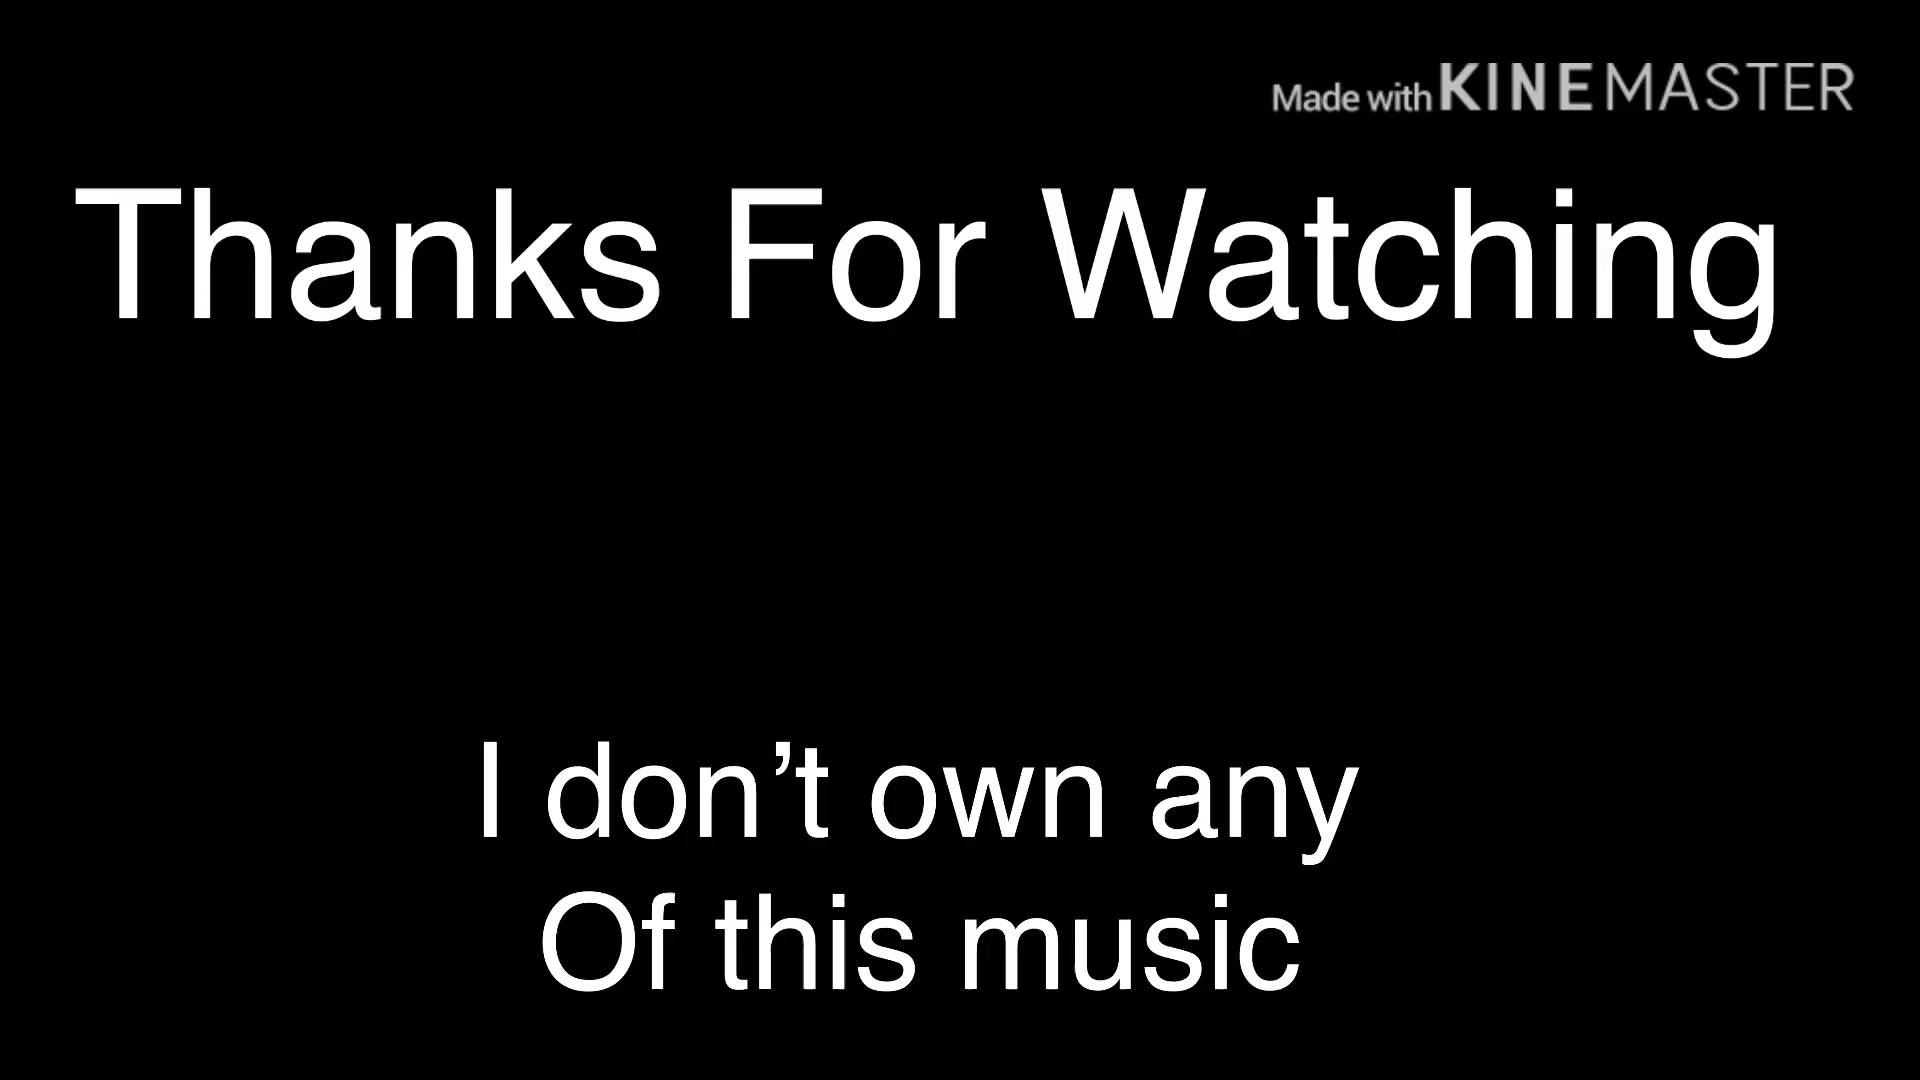 Made with KINEMASTER
Thanks For Watching
I don’t own any
Of this music